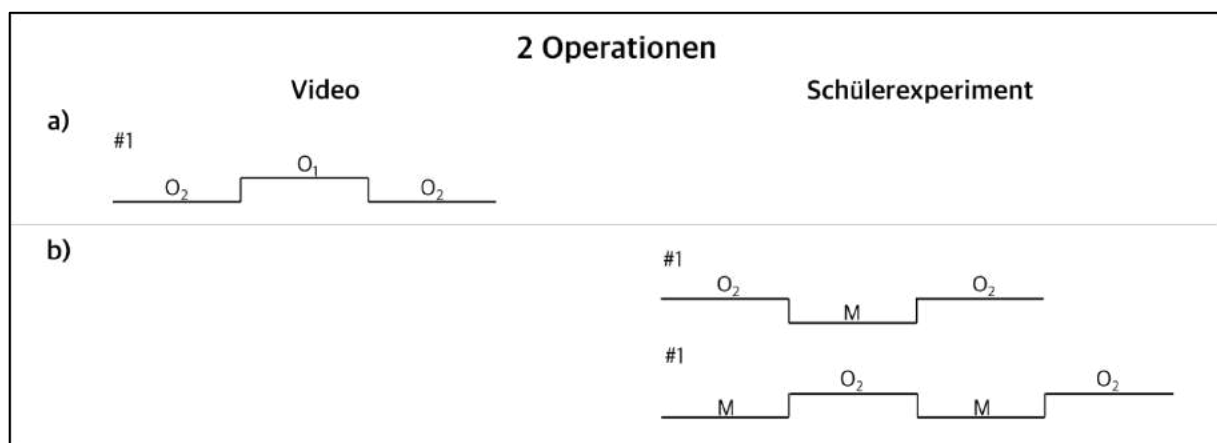 2 Operationen
Video Schülerexperiment
a)
#1
O₂ O₁ O₂
b)
#1
O₂ M O₂
#1
M O₂ M O₂